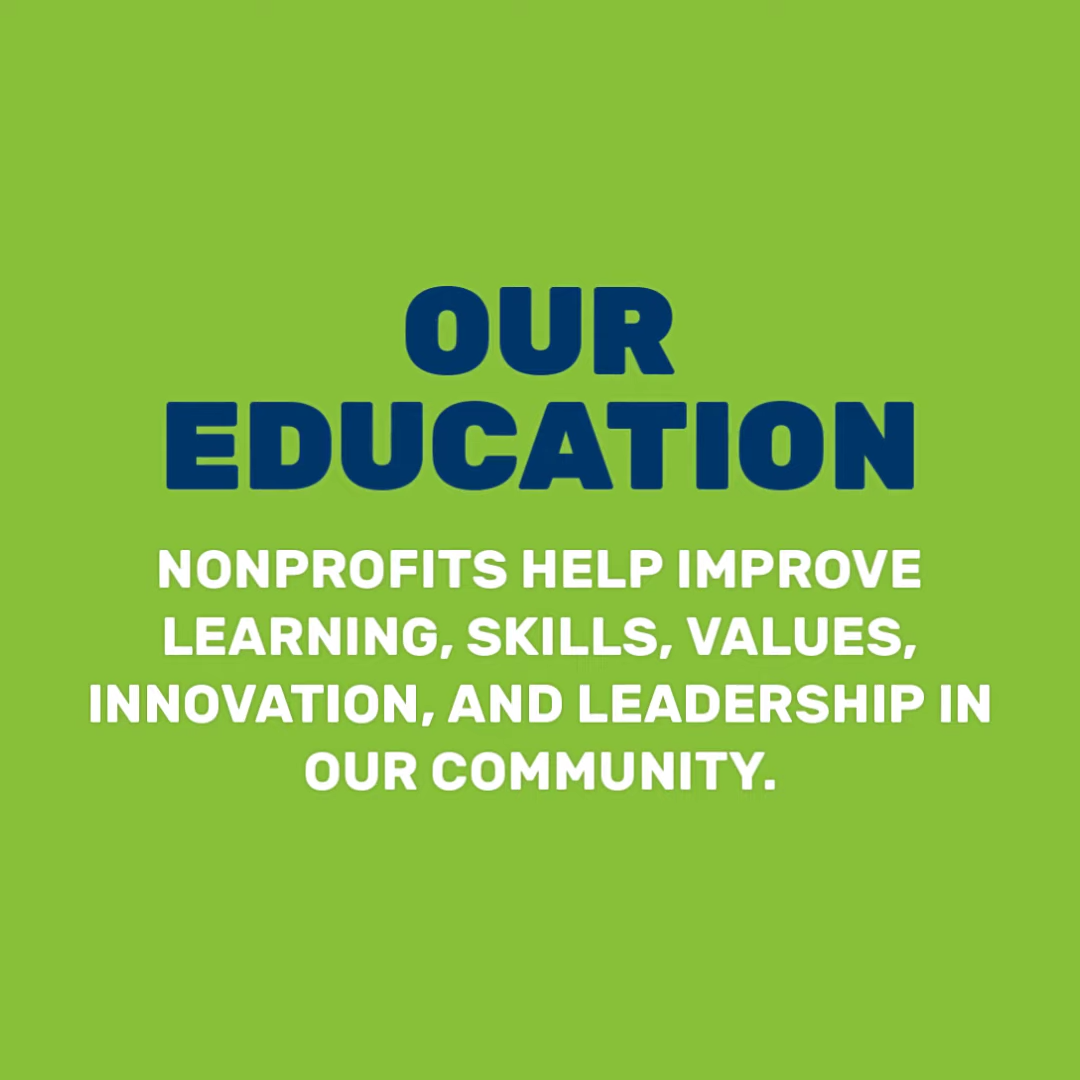 OUR
EDUCATION
NONPROFITS HELP IMPROVE
LEARNING, SKILLS, VALUES,
INNOVATION, AND LEADERSHIP IN
OUR COMMUNITY.